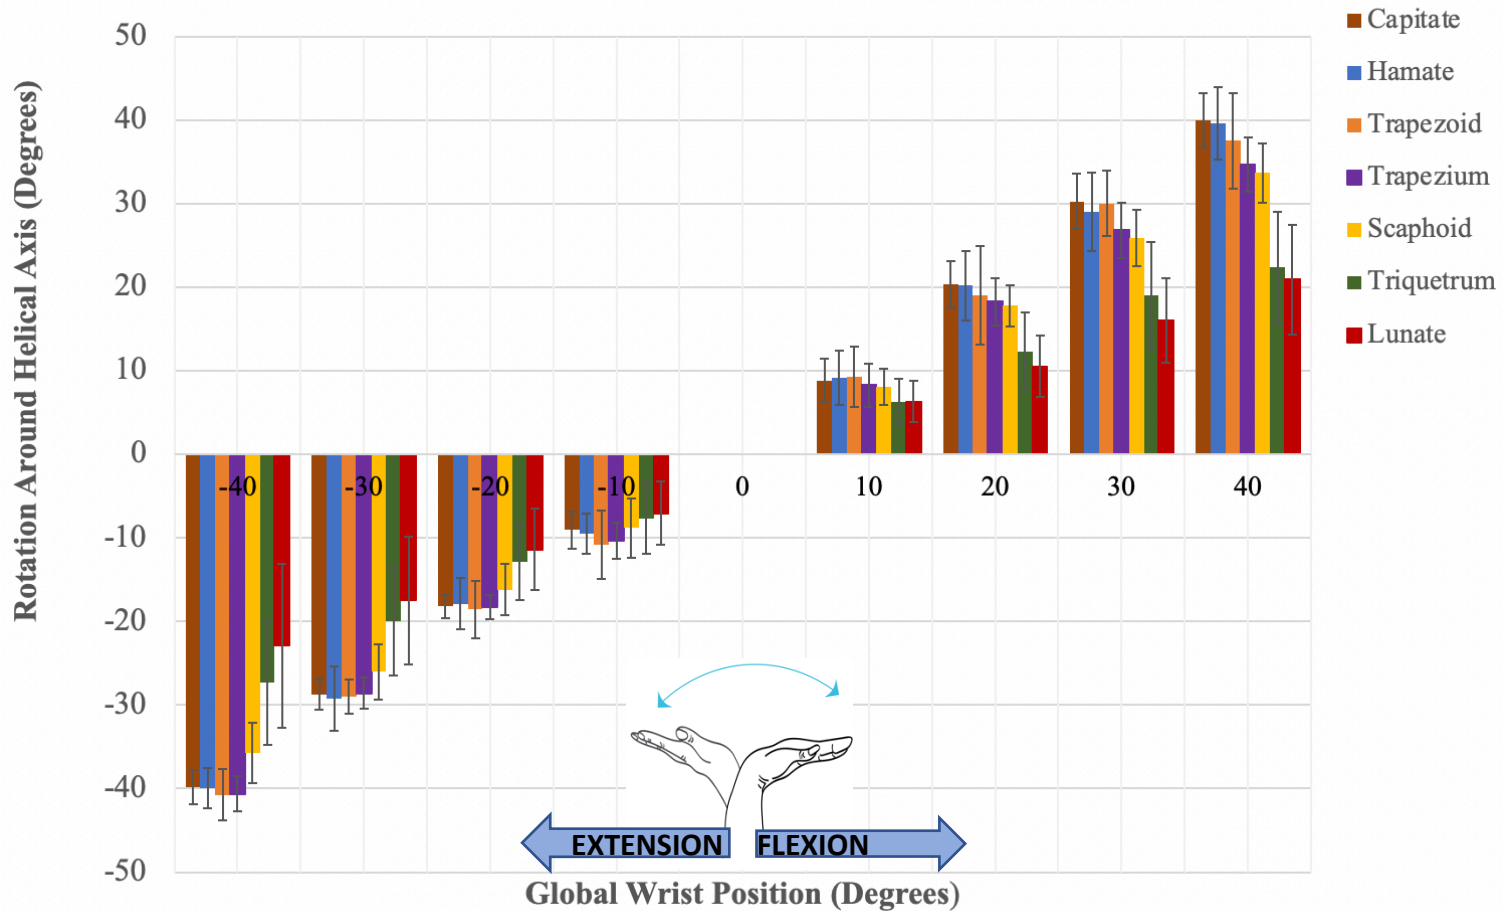 50
40
30
20
10
0
-10
-20
-30
-40
-50
Rotation Around Helical Axis (Degrees)
-40 -30 -20 -10 0 10 20 30 40
EXTENSION FLEXION
Global Wrist Position (Degrees)
Capitate
Hamate
Trapezoid
Trapezium
Scaphoid
Triquetrum
Lunate